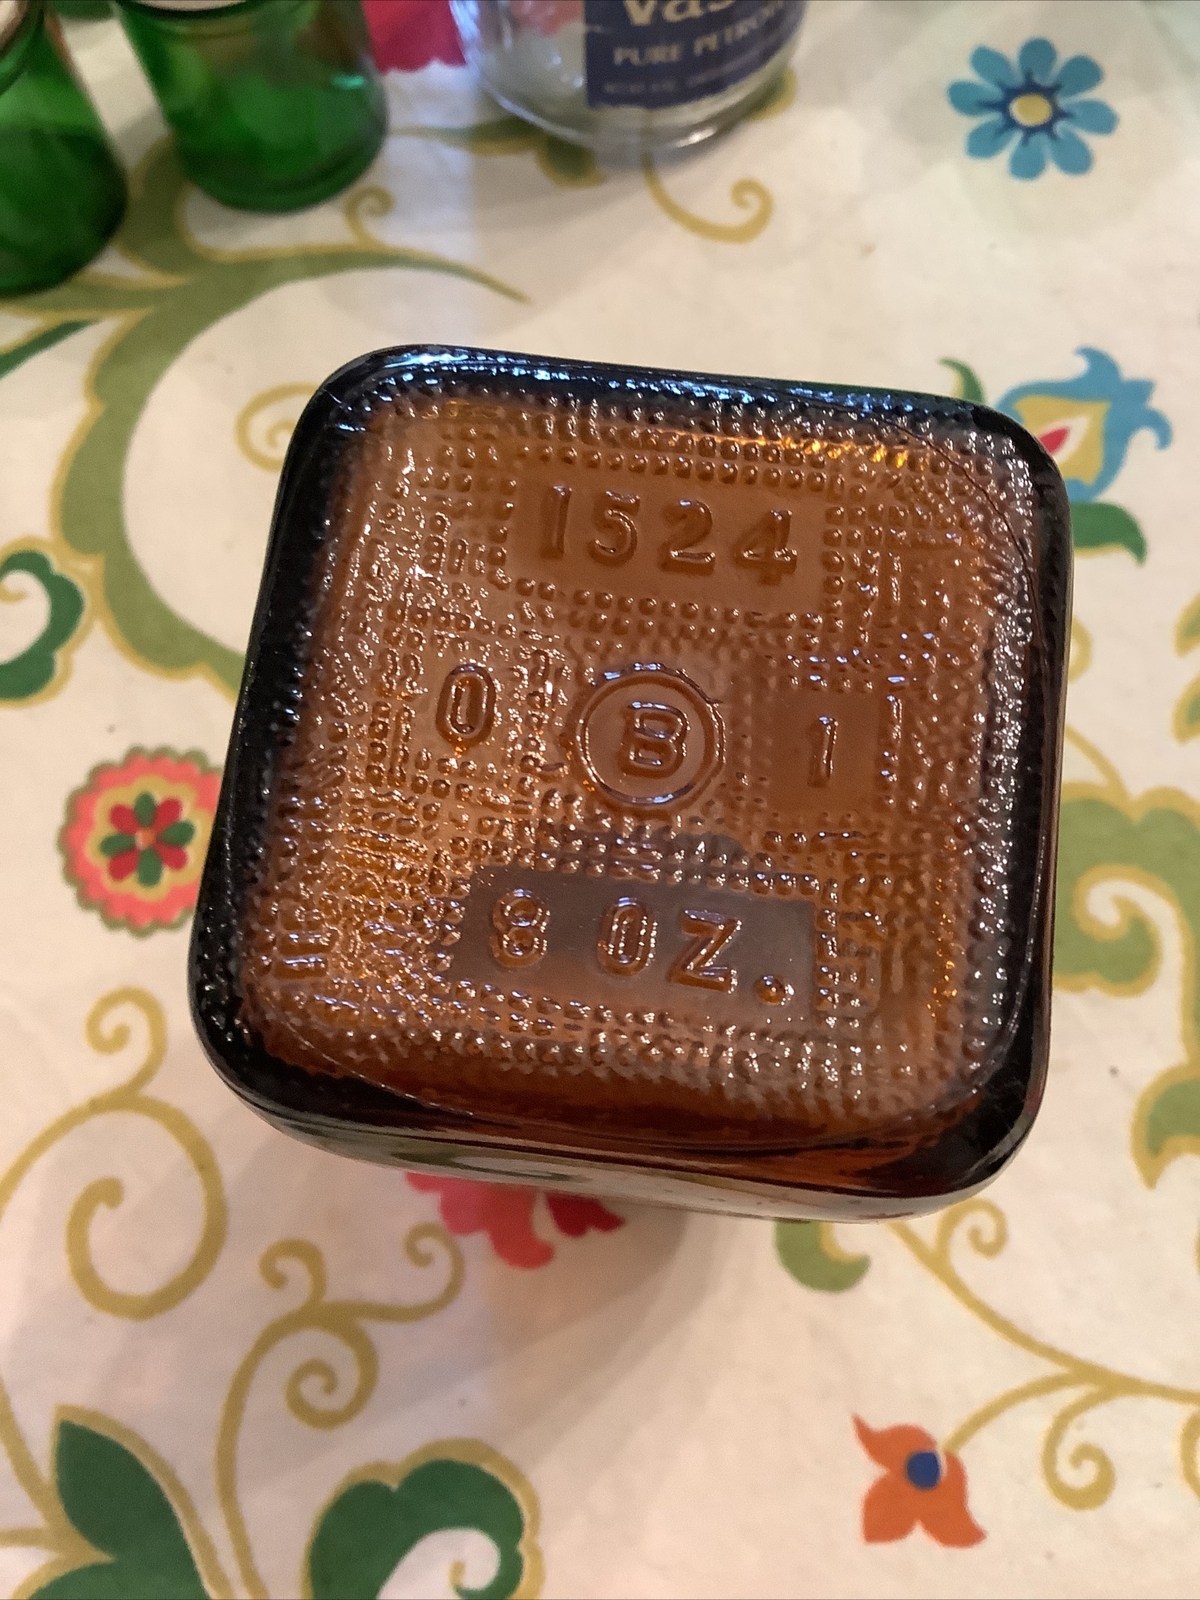 PURE PETRO
1524
0 B 1
8 OZ.